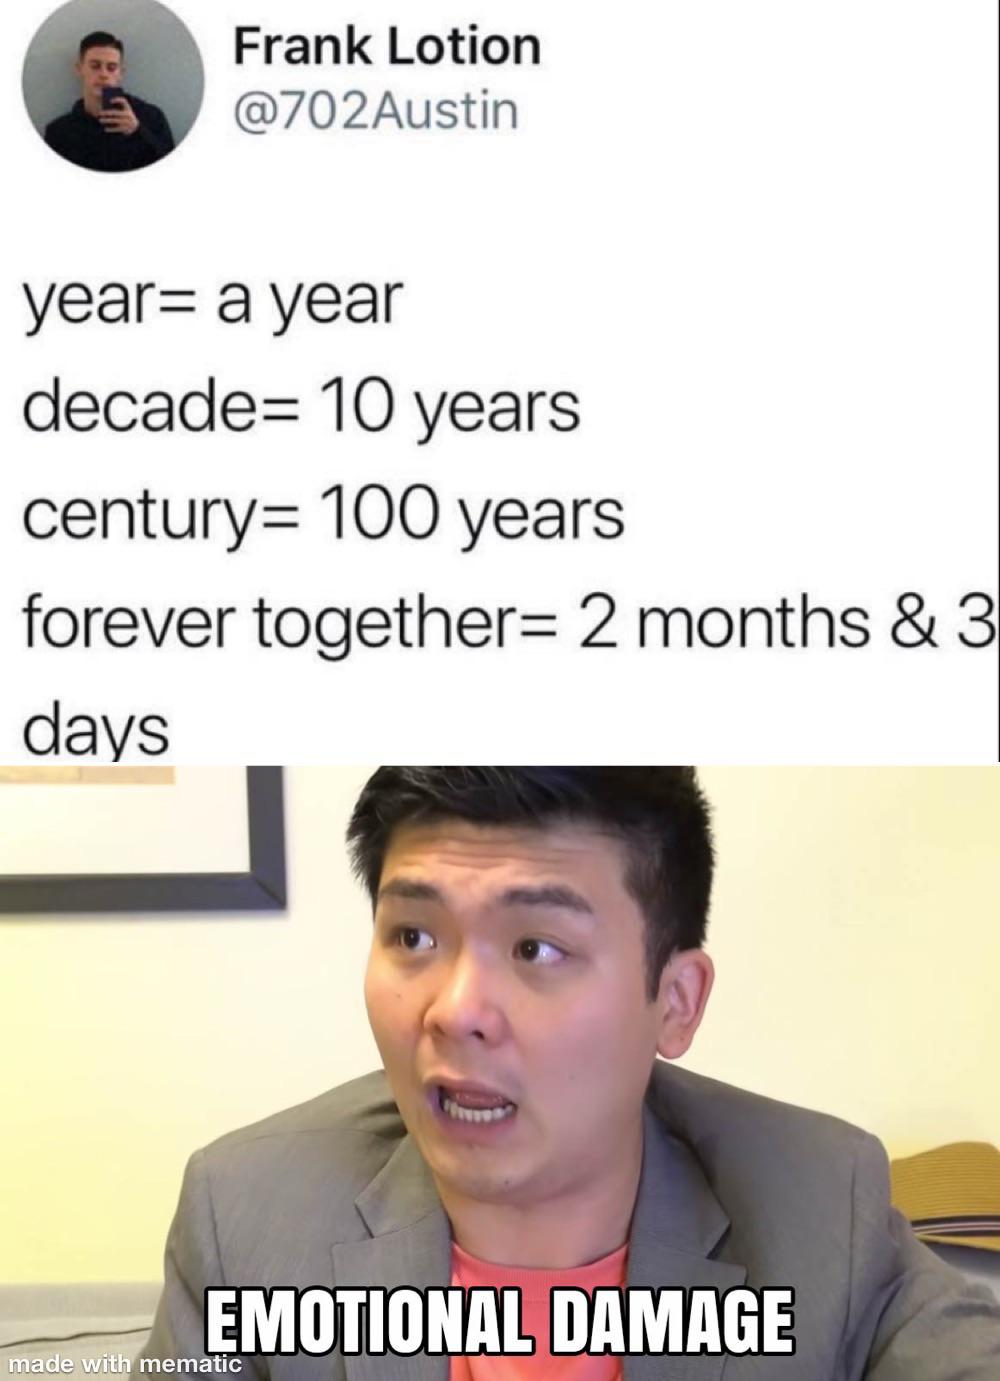 Frank Lotion
@702Austin
year= a year
decade= 10 years
century= 100 years
forever together= 2 months & 3
days
EMOTIONAL DAMAGE
made with mematic